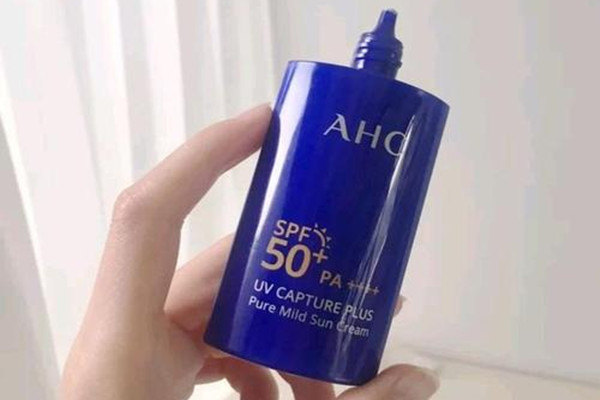 AHC
SPF
50+
PA ++++
UV CAPTURE PLUS
Pure Mild Sun Cream